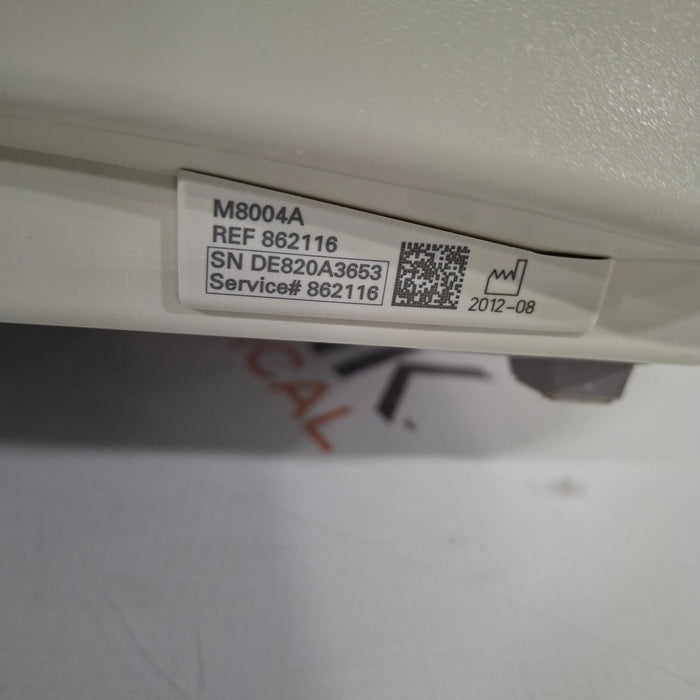 M8004A
REF 862116
SN DE820A3653
Service# 862116
2012-08